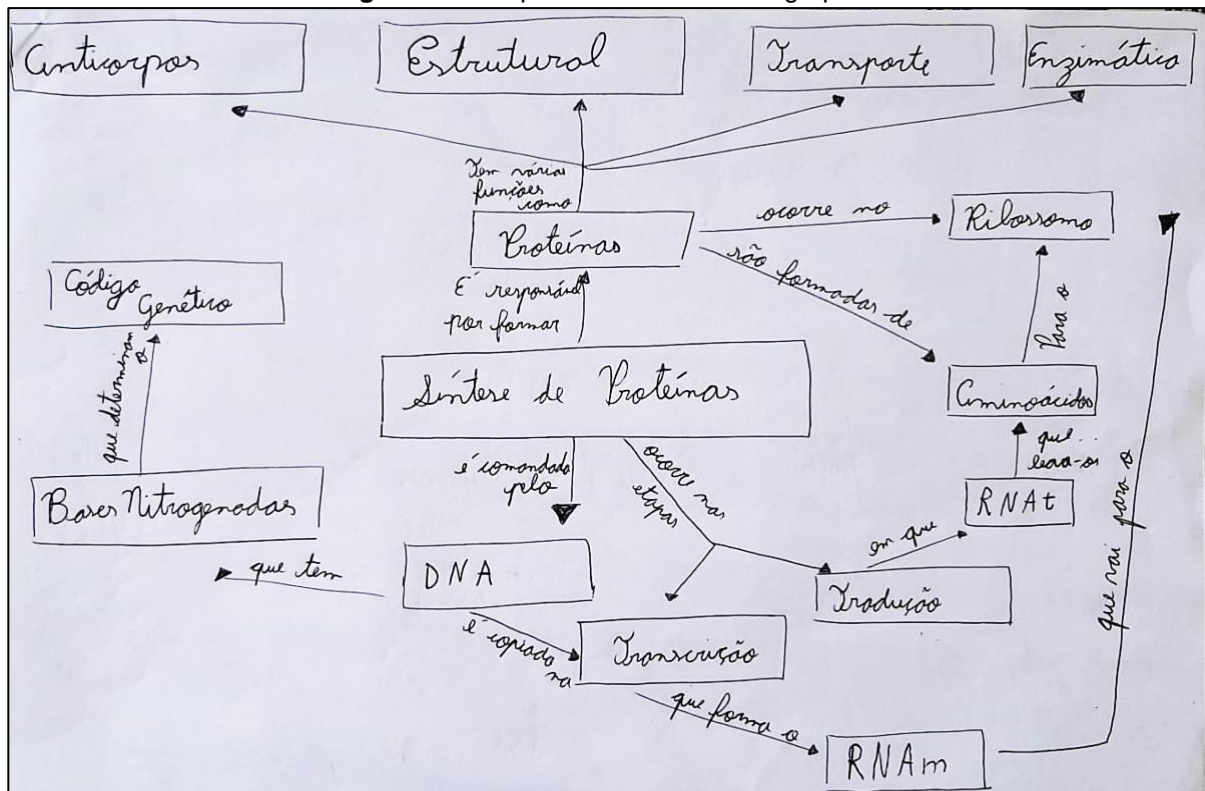 Anticorpos
Estrutural
Transporte
Enzimático
Tem várias
funções
como
Proteínas
ocorre no
Ribossomo
são formadas de
Código
Genético
É responsável
por formar
Para o
que determinam
o
Síntese de Proteínas
Aminoácidos
é comandado
pelo
ocorre nas
etapas
que
leva-os
Bases Nitrogenadas
RNAt
em que
que tem
DNA
Tradução
que vai para o
é copiado
na
Transcrição
que forma o
RNAm